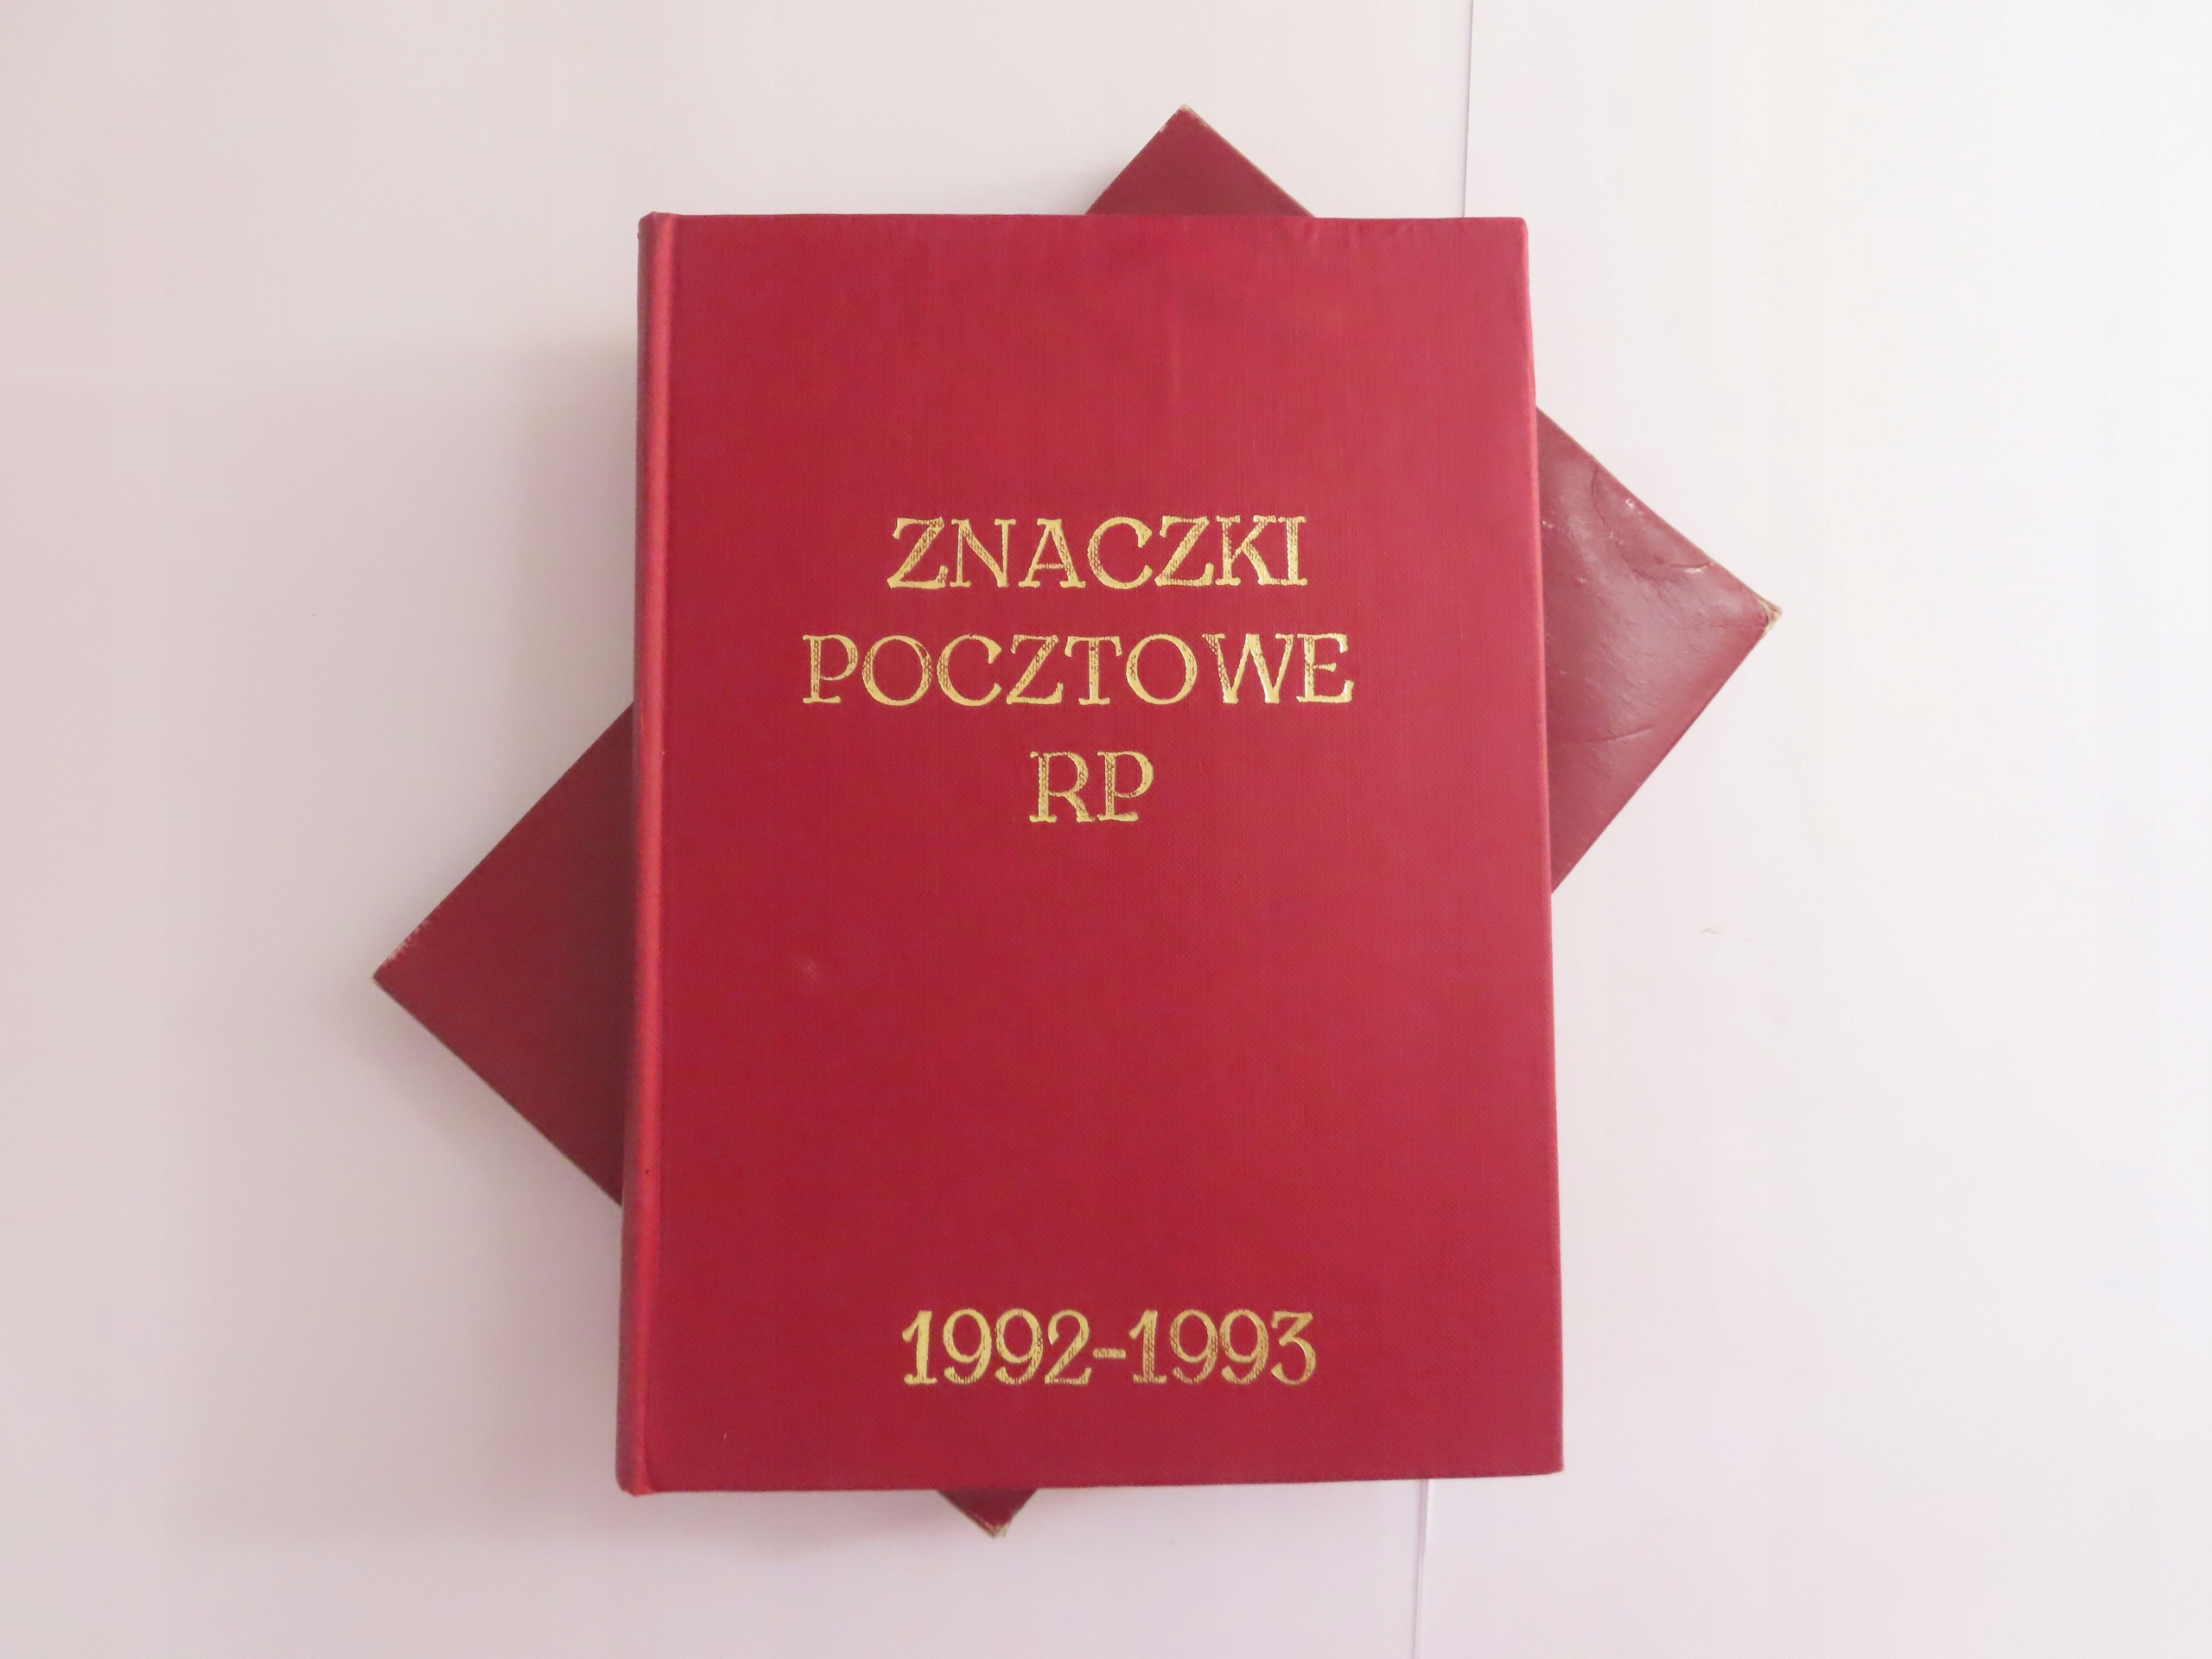 ZNACZKI
POCZTOWE
RP
1992-1993